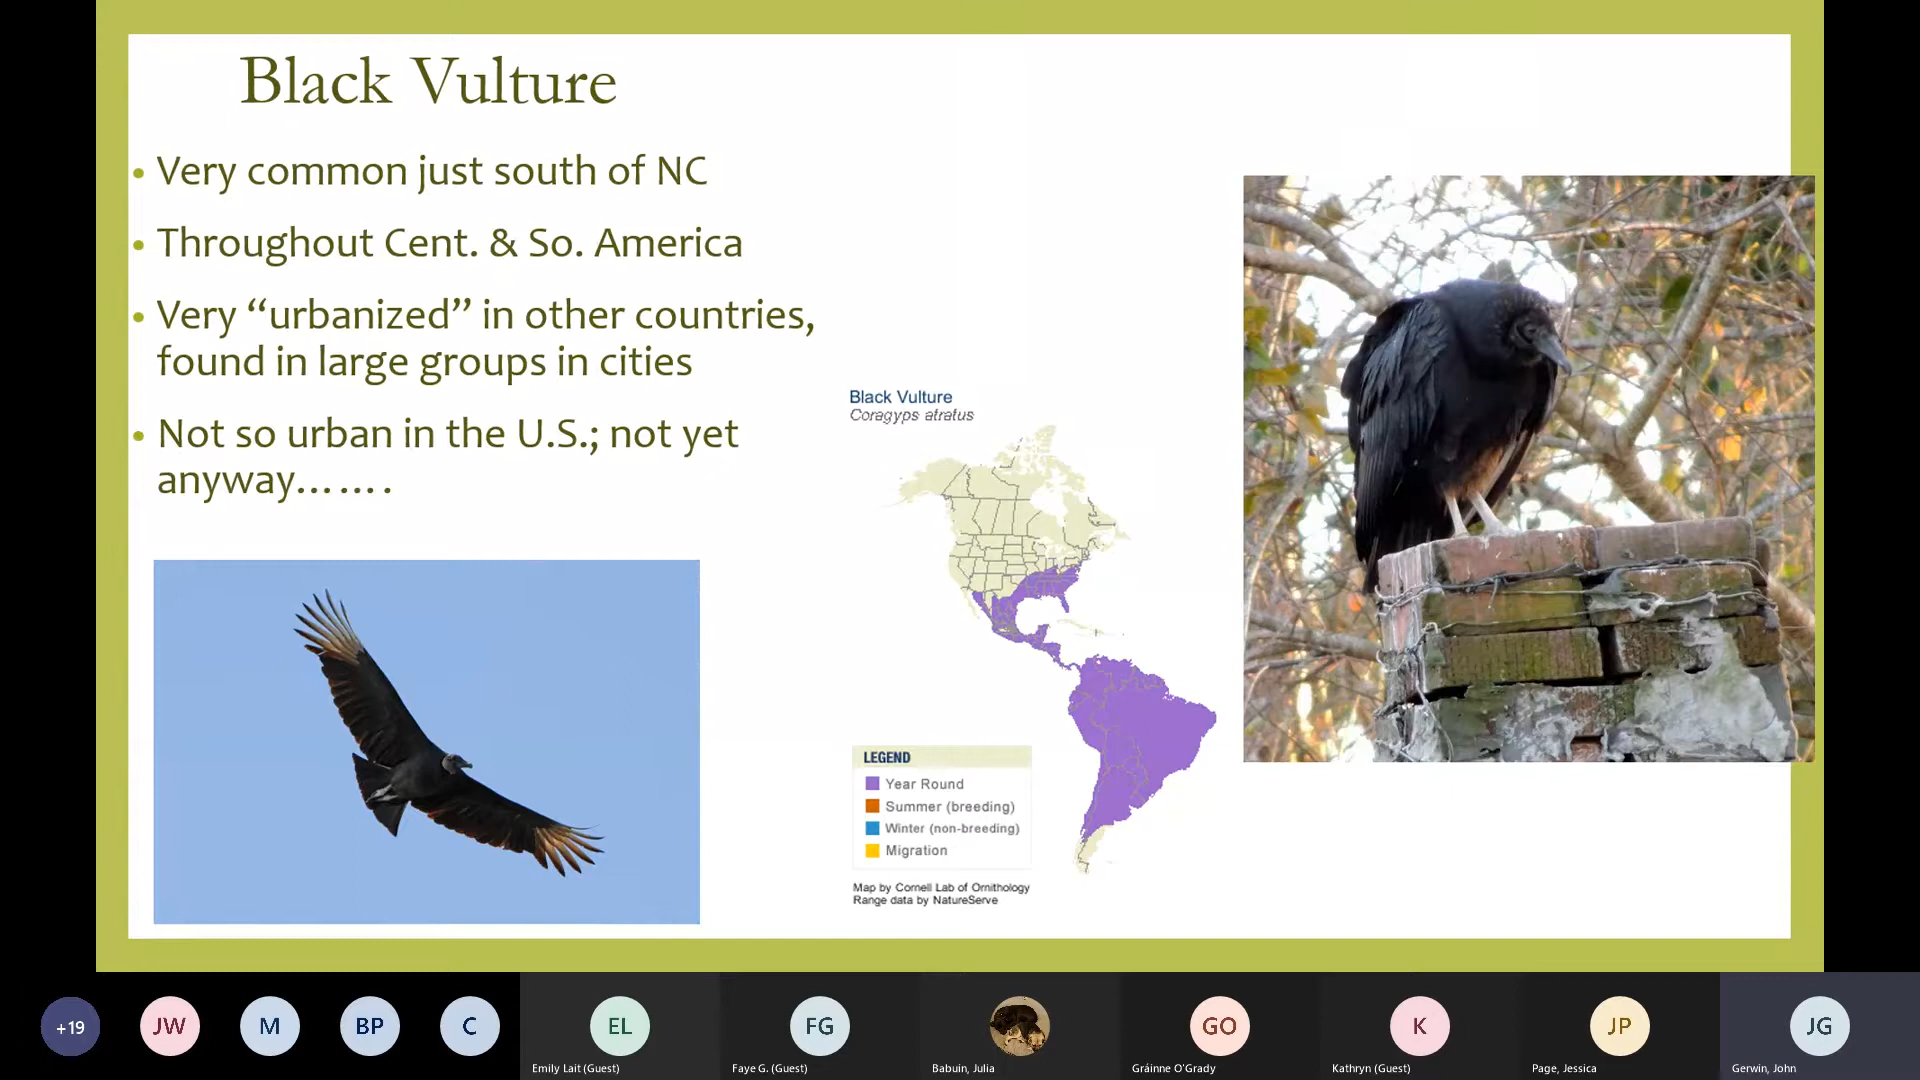 Black Vulture
• Very common just south of NC
• Throughout Cent. & So. America
• Very “urbanized” in other countries,
found in large groups in cities
• Not so urban in the U.S.; not yet
anyway…….
Black Vulture
Coragyps atratus
LEGEND
Year Round
Summer (breeding)
Winter (non-breeding)
Migration
Map by Cornell Lab of Ornithology
Range data by NatureServe
+19
JW
M
BP
C
EL
FG
GO
K
JP
JG
Emily Lait (Guest)
Faye G. (Guest)
Babuin, Julia
Gráinne O'Grady
Kathryn (Guest)
Page, Jessica
Gerwin, John